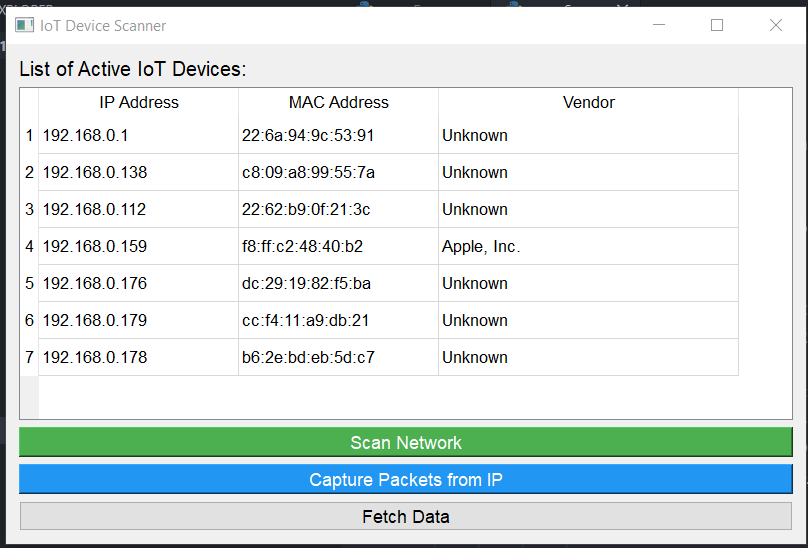 IoT Device Scanner
List of Active IoT Devices:
IP Address MAC Address Vendor
1 192.168.0.1 22:6a:94:9c:53:91 Unknown
2 192.168.0.138 c8:09:a8:99:55:7a Unknown
3 192.168.0.112 22:62:b9:0f:21:3c Unknown
4 192.168.0.159 f8:ff:c2:48:40:b2 Apple, Inc.
5 192.168.0.176 dc:29:19:82:f5:ba Unknown
6 192.168.0.179 cc:f4:11:a9:db:21 Unknown
7 192.168.0.178 b6:2e:bd:eb:5d:c7 Unknown
Scan Network
Capture Packets from IP
Fetch Data